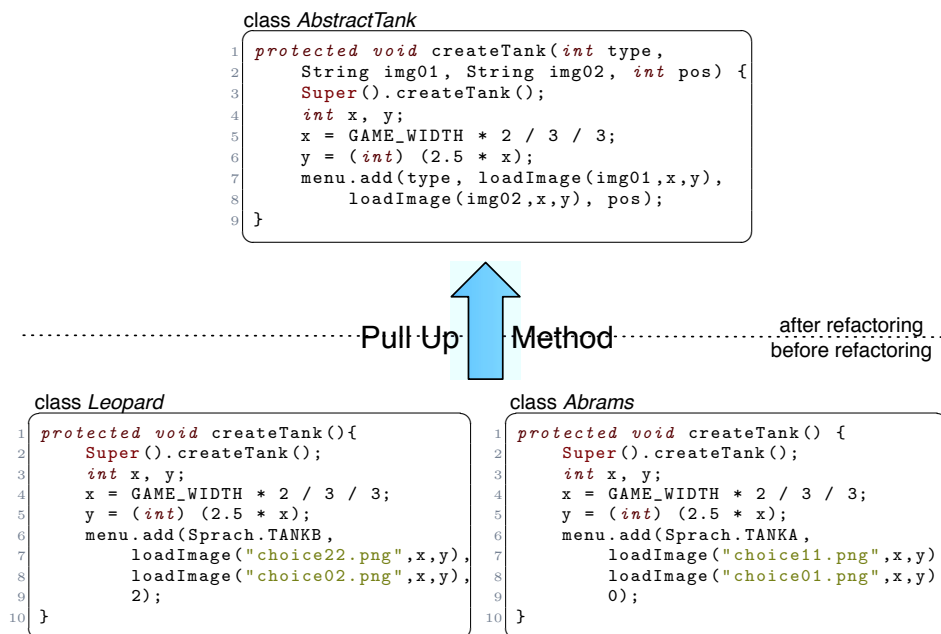 class AbstractTank
1 protected void createTank(int type,
2 String img01, String img02, int pos) {
3 Super().createTank();
4 int x, y;
5 x = GAME_WIDTH * 2 / 3 / 3;
6 y = (int) (2.5 * x);
7 menu.add(type, loadImage(img01,x,y),
8 loadImage(img02,x,y), pos);
9 }
Pull Up Method
after refactoring
before refactoring
class Leopard
1 protected void createTank(){
2 Super().createTank();
3 int x, y;
4 x = GAME_WIDTH * 2 / 3 / 3;
5 y = (int) (2.5 * x);
6 menu.add(Sprach.TANKB,
7 loadImage("choice22.png",x,y),
8 loadImage("choice02.png",x,y),
9 2);
10 }
class Abrams
1 protected void createTank() {
2 Super().createTank();
3 int x, y;
4 x = GAME_WIDTH * 2 / 3 / 3;
5 y = (int) (2.5 * x);
6 menu.add(Sprach.TANKA,
7 loadImage("choice11.png",x,y)
8 loadImage("choice01.png",x,y)
9 0);
10 }